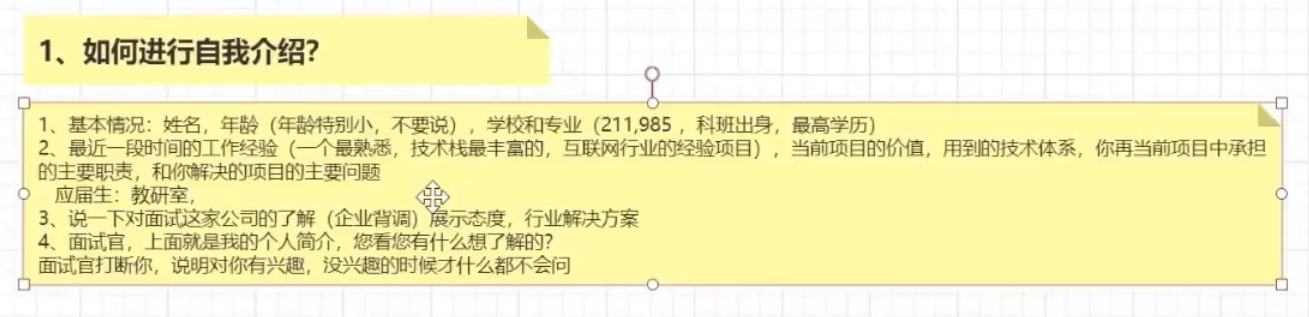 1、如何进行自我介绍？
1、基本情况：姓名，年龄（年龄特别小，不要说），学校和专业（211,985 ，科班出身，最高学历）
2、最近一段时间的工作经验（一个最熟悉，技术栈最丰富的，互联网行业的经验项目），当前项目的价值，用到的技术体系，你再当前项目中承担
的主要职责，和你解决的项目的主要问题
应届生：教研室，
3、说一下对面试这家公司的了解（企业背调）展示态度，行业解决方案
4、面试官，上面就是我的个人简介，您看您有什么想了解的？
面试官打断你，说明对你有兴趣，没兴趣的时候才什么都不会问